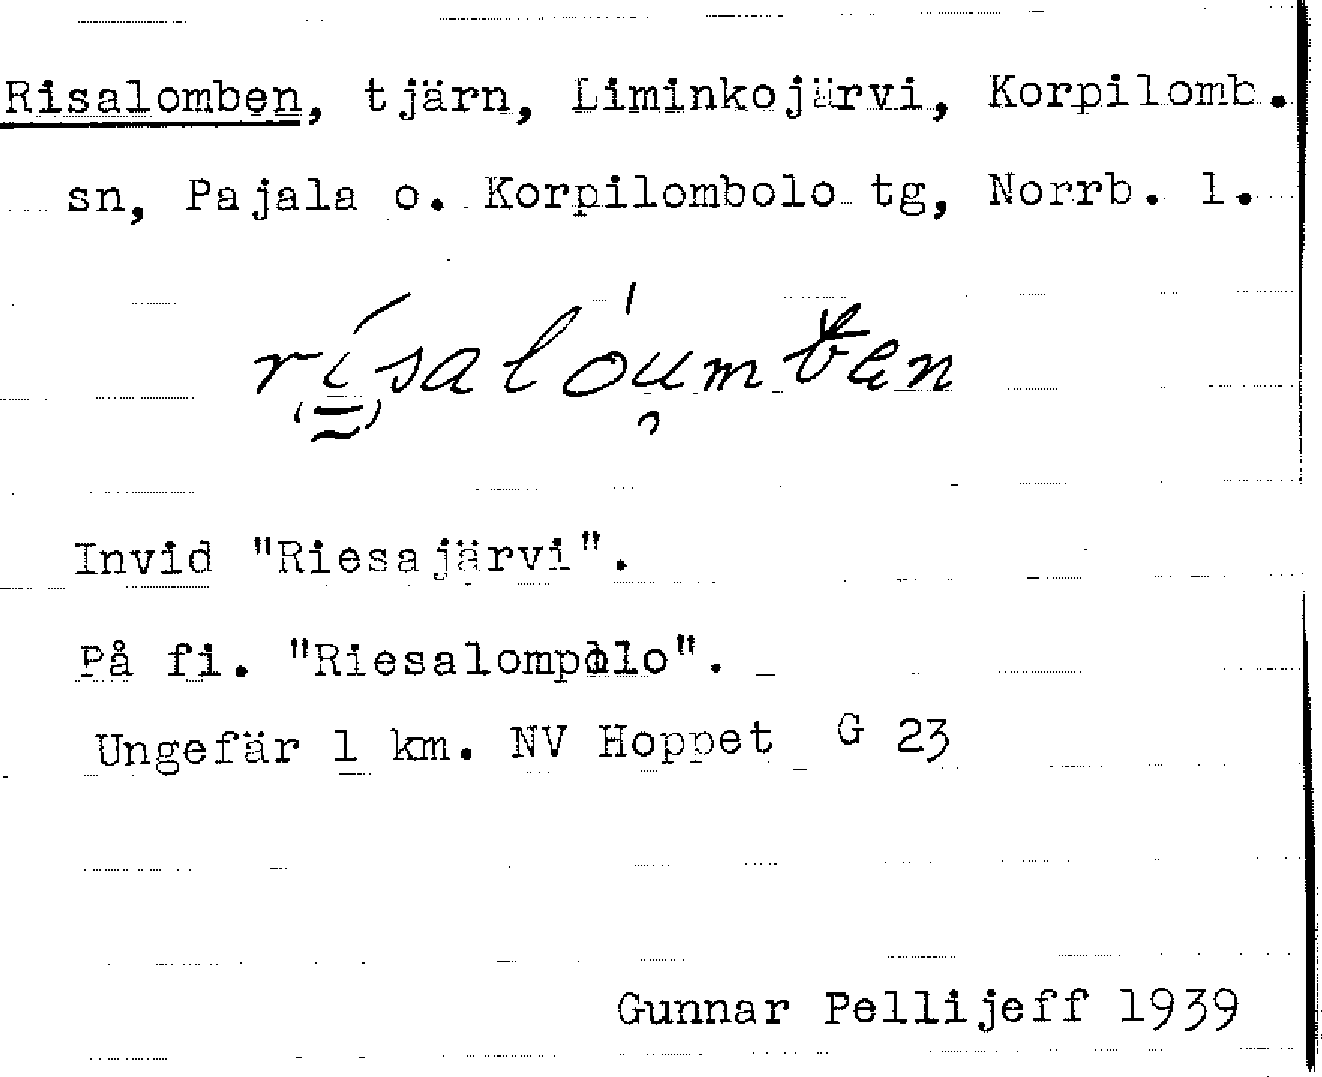 Risalomben, tjärn, Liminkojärvi, Korpilomb.
sn, Pajala o. Korpilombolo tg, Norrb. l.
rísalóumben
Invid "Riesajärvi".
På fi. "Riesalompolo".
Ungefär 1 km. NV Hoppet G 23
Gunnar Pellijeff 1939